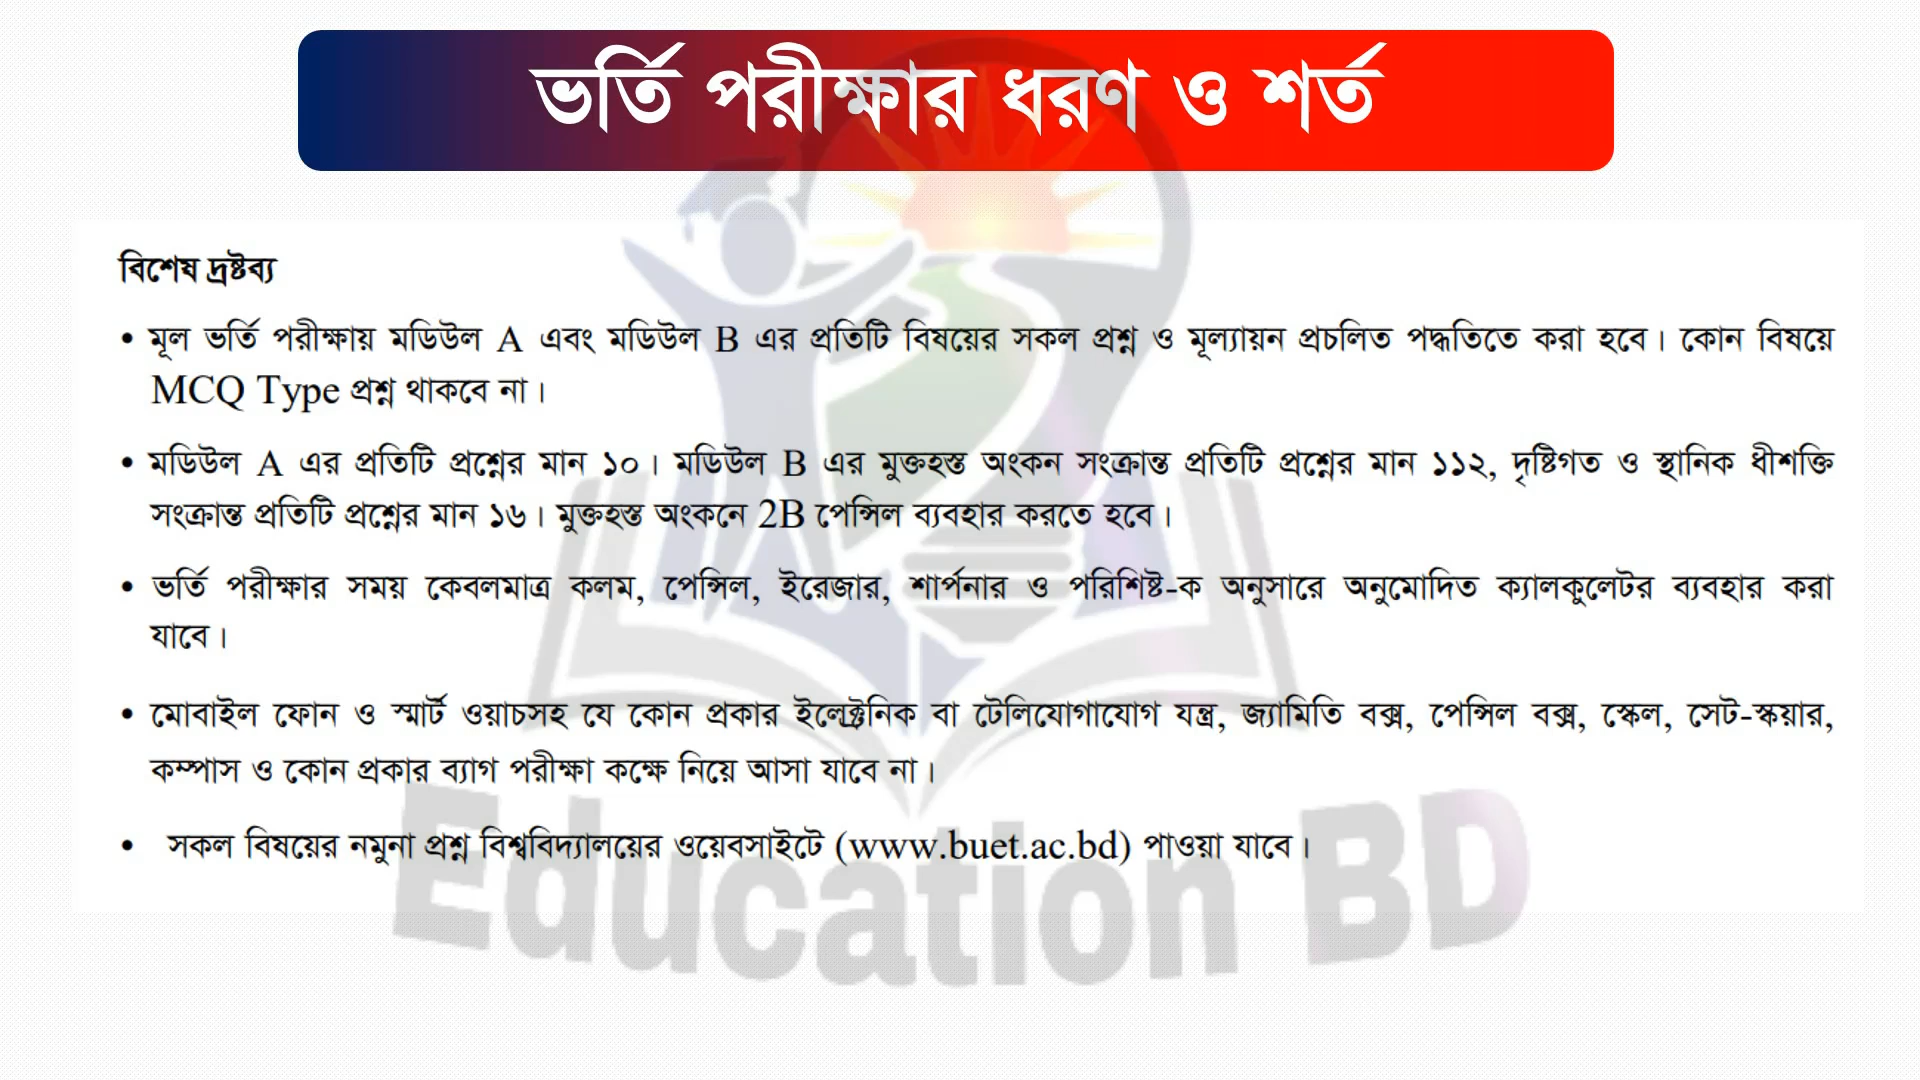 ভর্তি পরীক্ষার ধরণ ও শর্ত
বিশেষ দ্রষ্টব্য
• মূল ভর্তি পরীক্ষায় মডিউল A এবং মডিউল B এর প্রতিটি বিষয়ের সকল প্রশ্ন ও মূল্যায়ন প্রচলিত পদ্ধতিতে করা হবে। কোন বিষয়ে
MCQ Type প্রশ্ন থাকবে না।
• মডিউল A এর প্রতিটি প্রশ্নের মান ১০। মডিউল B এর মুক্তহস্ত অংকন সংক্রান্ত প্রতিটি প্রশ্নের মান ১১২, দৃষ্টিগত ও স্থানিক ধীশক্তি
সংক্রান্ত প্রতিটি প্রশ্নের মান ১৬। মুক্তহস্ত অংকনে 2B পেন্সিল ব্যবহার করতে হবে।
• ভর্তি পরীক্ষার সময় কেবলমাত্র কলম, পেন্সিল, ইরেজার, শার্পনার ও পরিশিষ্ট-ক অনুসারে অনুমোদিত ক্যালকুলেটর ব্যবহার করা
যাবে।
• মোবাইল ফোন ও স্মার্ট ওয়াচসহ যে কোন প্রকার ইলেক্ট্রনিক বা টেলিযোগাযোগ যন্ত্র, জ্যামিতি বক্স, পেন্সিল বক্স, স্কেল, সেট-স্কয়ার,
কম্পাস ও কোন প্রকার ব্যাগ পরীক্ষা কক্ষে নিয়ে আসা যাবে না।
• সকল বিষয়ের নমুনা প্রশ্ন বিশ্ববিদ্যালয়ের ওয়েবসাইটে (www.buet.ac.bd) পাওয়া যাবে।
Education BD